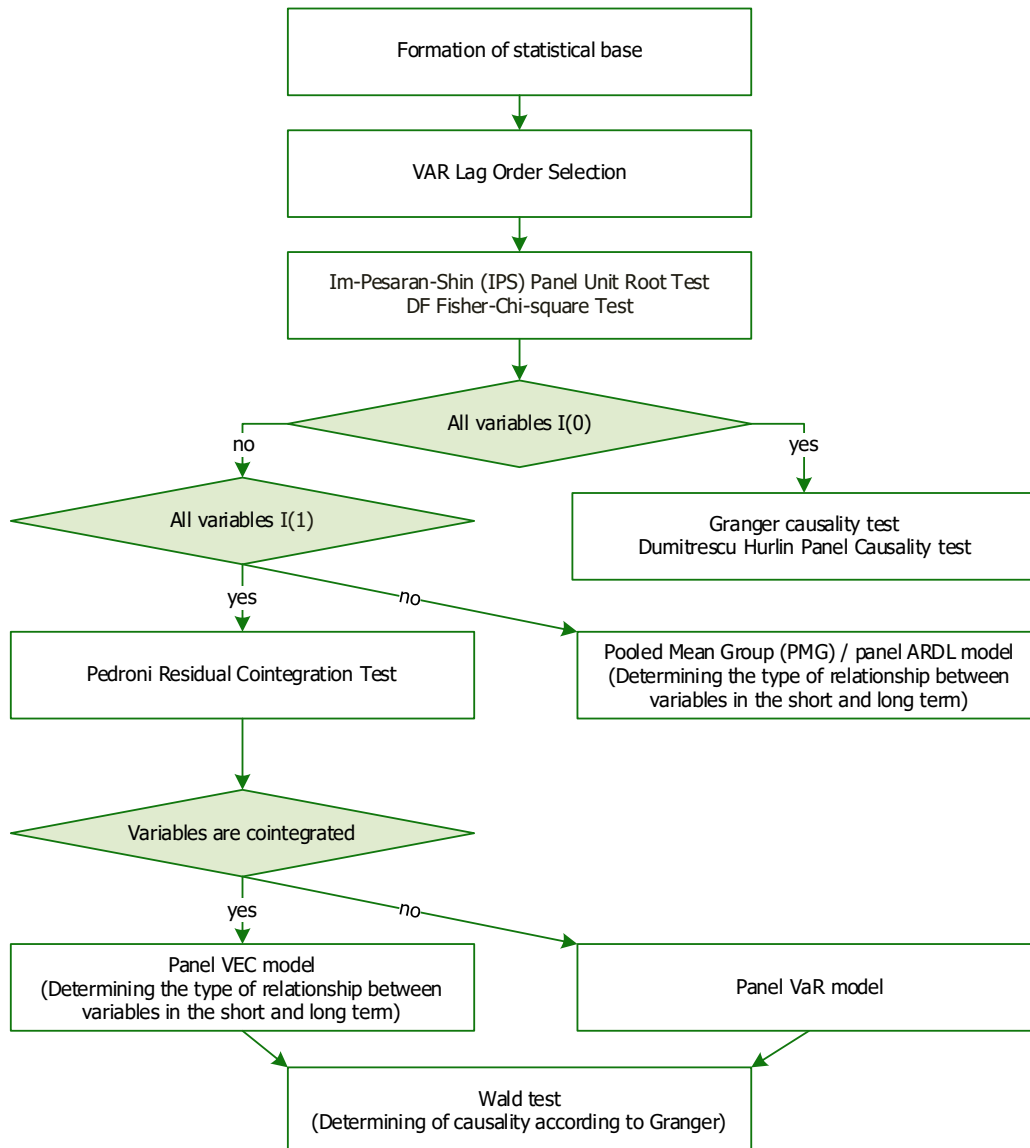 Formation of statistical base
VAR Lag Order Selection
Im-Pesaran-Shin (IPS) Panel Unit Root Test
DF Fisher-Chi-square Test
All variables I(0)
no
yes
All variables I(1)
Granger causality test
Dumitrescu Hurlin Panel Causality test
yes
no
Pedroni Residual Cointegration Test
Pooled Mean Group (PMG) / panel ARDL model
(Determining the type of relationship between
variables in the short and long term)
Variables are cointegrated
yes
no
Panel VEC model
(Determining the type of relationship between
variables in the short and long term)
Panel VaR model
Wald test
(Determining of causality according to Granger)